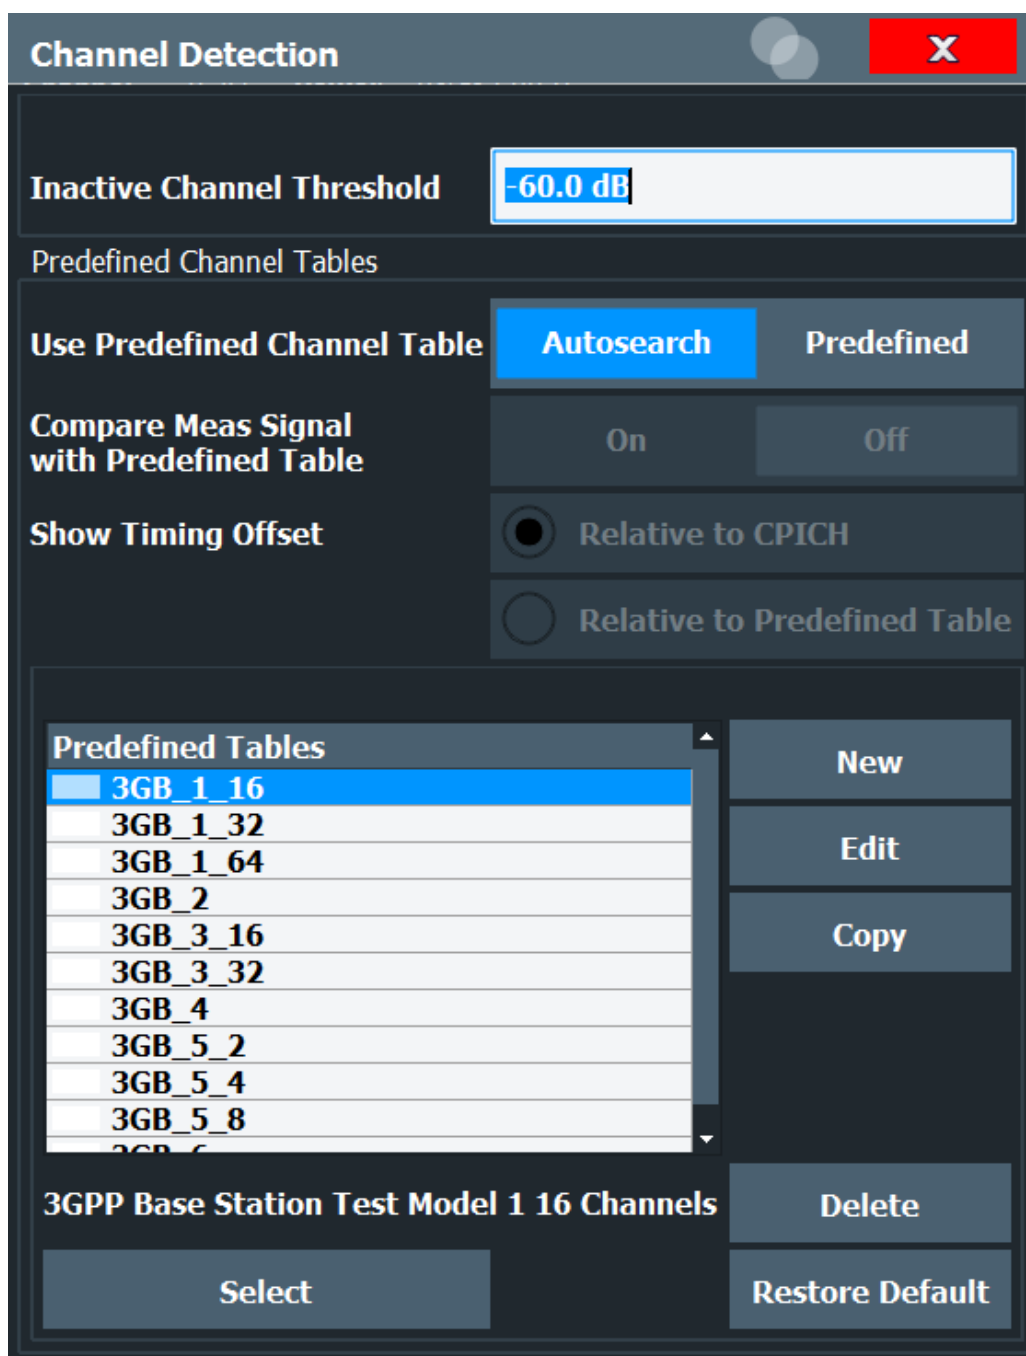 Channel Detection
X
Inactive Channel Threshold
-60.0 dB
Predefined Channel Tables
Use Predefined Channel Table
Autosearch
Predefined
Compare Meas Signal
with Predefined Table
On
Off
Show Timing Offset
Relative to CPICH
Relative to Predefined Table
Predefined Tables
3GB_1_16
3GB_1_32
3GB_1_64
3GB_2
3GB_3_16
3GB_3_32
3GB_4
3GB_5_2
3GB_5_4
3GB_5_8
New
Edit
Copy
3GPP Base Station Test Model 1 16 Channels
Delete
Select
Restore Default